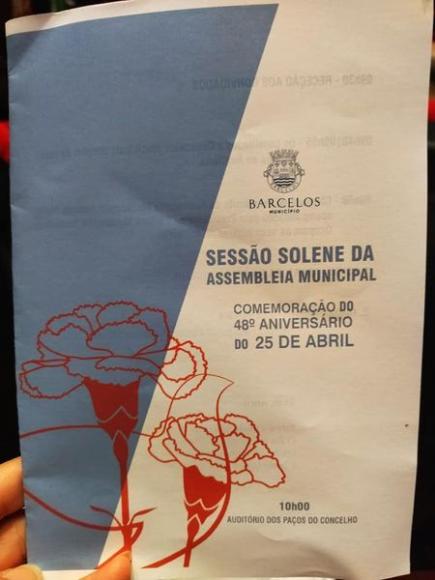 BARCELOS
MUNICÍPIO
SESSÃO SOLENE DA
ASSEMBLEIA MUNICIPAL
COMEMORAÇÃO DO
48º ANIVERSÁRIO
DO 25 DE ABRIL
10h00
AUDITÓRIO DOS PAÇOS DO CONCELHO